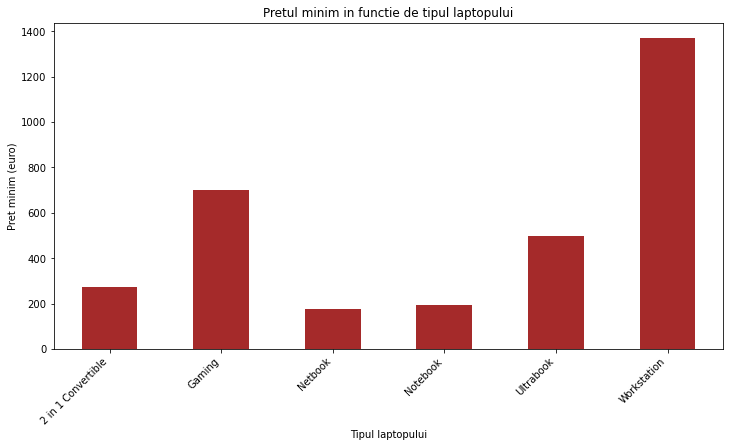 Pretul minim in functie de tipul laptopului
Pret minim (euro)
1400
1200
1000
800
600
400
200
0
2 in 1 Convertible
Gaming
Netbook
Notebook
Ultrabook
Workstation
Tipul laptopului